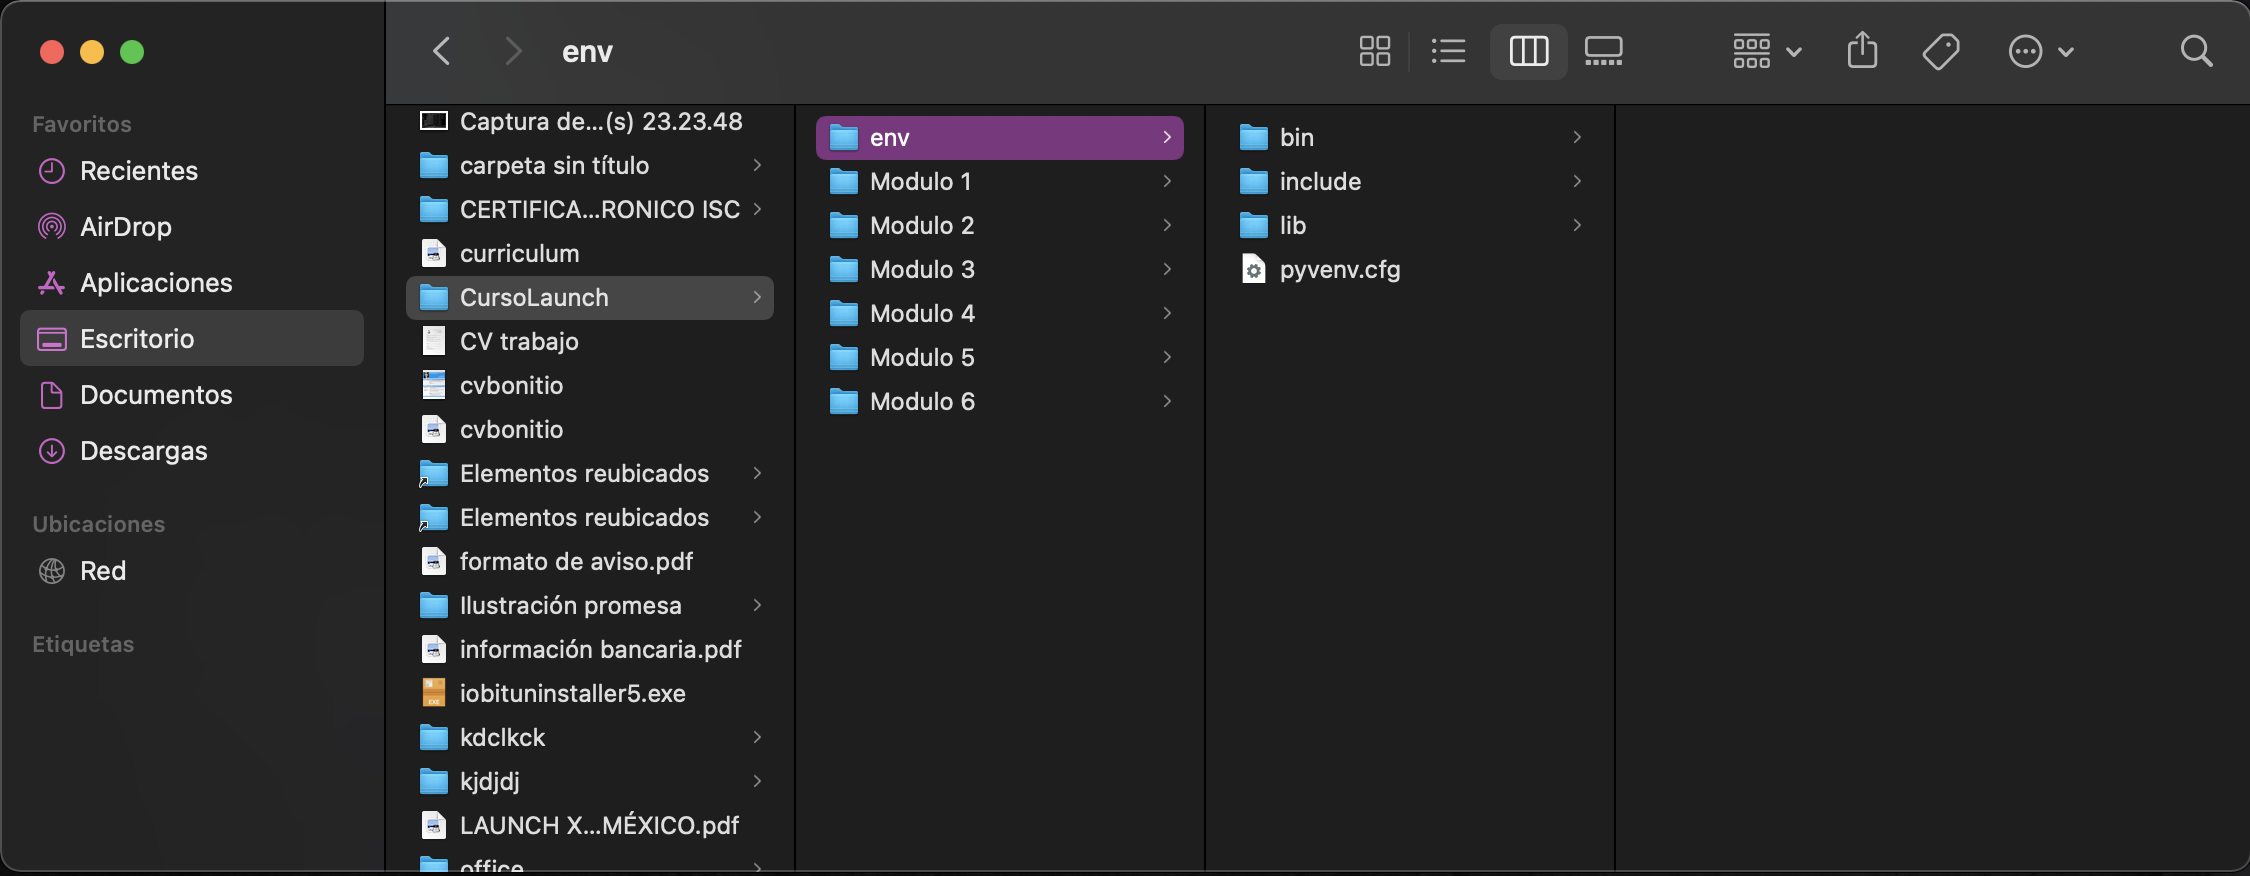 env
Favoritos
Recientes
AirDrop
Aplicaciones
Escritorio
Documentos
Descargas
Ubicaciones
Red
Etiquetas
Captura de...(s) 23.23.48
carpeta sin título
CERTIFICA...RONICO ISC
curriculum
CursoLaunch
CV trabajo
cvbonitio
cvbonitio
Elementos reubicados
Elementos reubicados
formato de aviso.pdf
Ilustración promesa
información bancaria.pdf
iobituninstaller5.exe
kdclkck
kjdjdj
LAUNCH X...MÉXICO.pdf
office
env
Modulo 1
Modulo 2
Modulo 3
Modulo 4
Modulo 5
Modulo 6
bin
include
lib
pyvenv.cfg